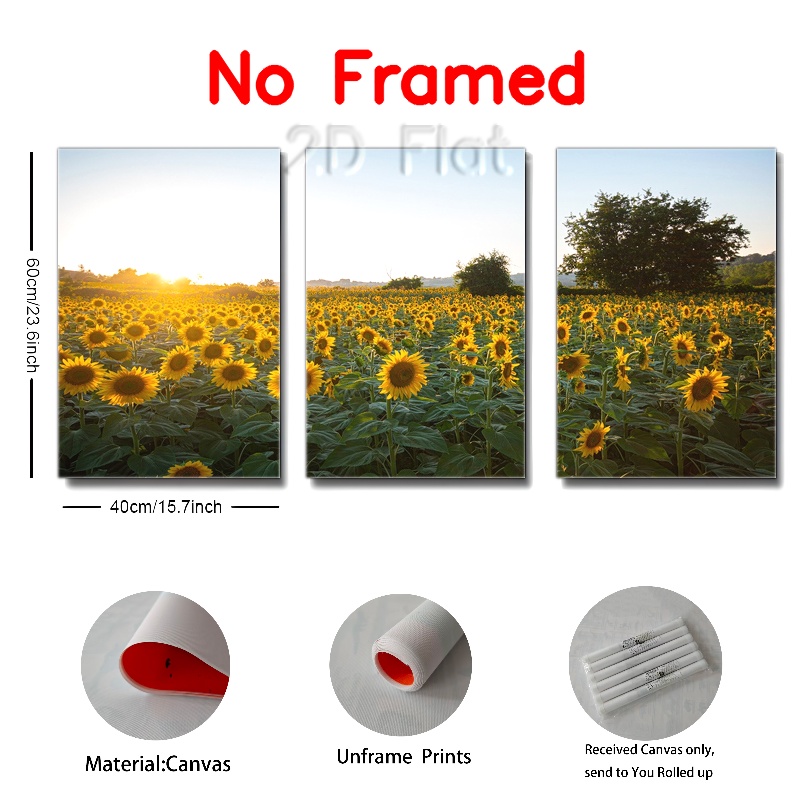 No Framed
2D Flat
60cm/23.6inch
40cm/15.7inch
Material:Canvas
Unframe Prints
Received Canvas only,
send to You Rolled up